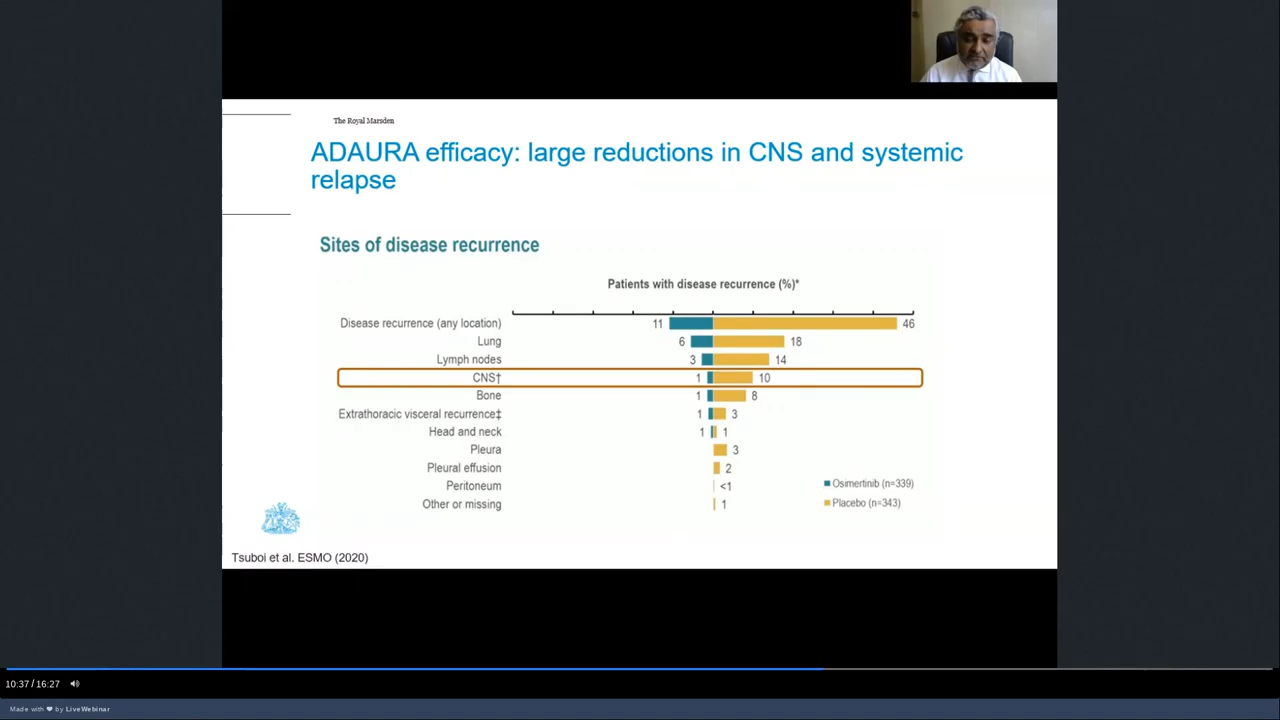 The Royal Marsden
ADAURA efficacy: large reductions in CNS and systemic
relapse
Sites of disease recurrence
Patients with disease recurrence (%)*
Disease recurrence (any location) 11 46
Lung 6 18
Lymph nodes 3 14
CNS† 1 10
Bone 1 8
Extrathoracic visceral recurrence‡ 1 3
Head and neck 1 1
Pleura 3
Pleural effusion 2
Peritoneum <1
Other or missing 1
Osimertinib (n=339)
Placebo (n=343)
Tsuboi et al. ESMO (2020)
10:37 / 16:27
Made with ❤ by LiveWebinar